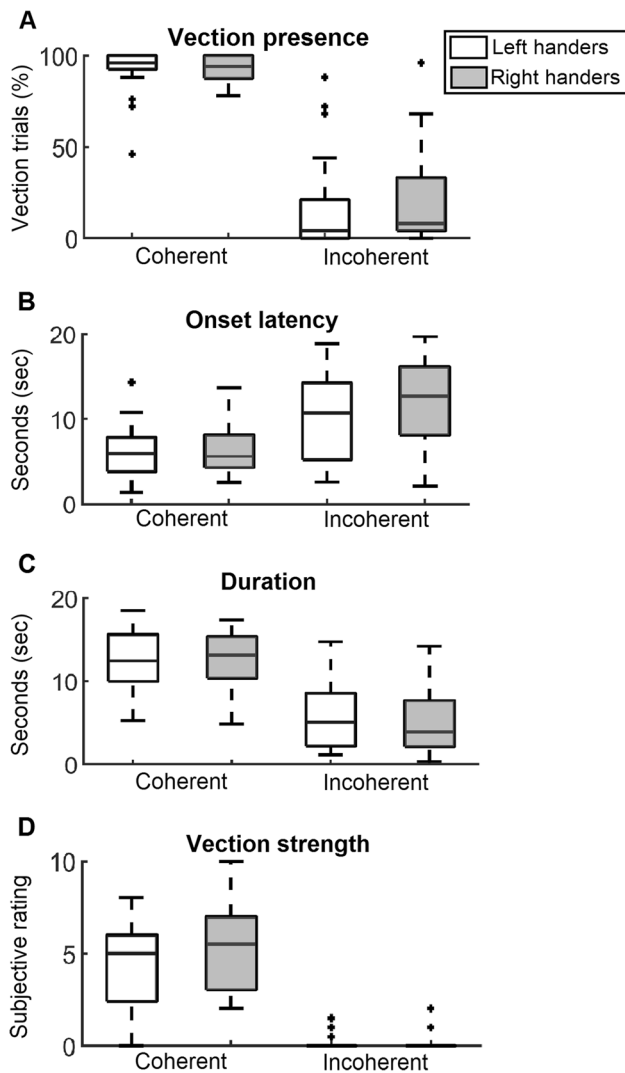 A
Vection presence
Left handers
Right handers
Vection trials (%)
100
50
0
Coherent Incoherent
B
Onset latency
Seconds (sec)
20
10
0
Coherent Incoherent
C
Duration
Seconds (sec)
20
10
0
Coherent Incoherent
D
Vection strength
Subjective rating
10
5
0
Coherent Incoherent